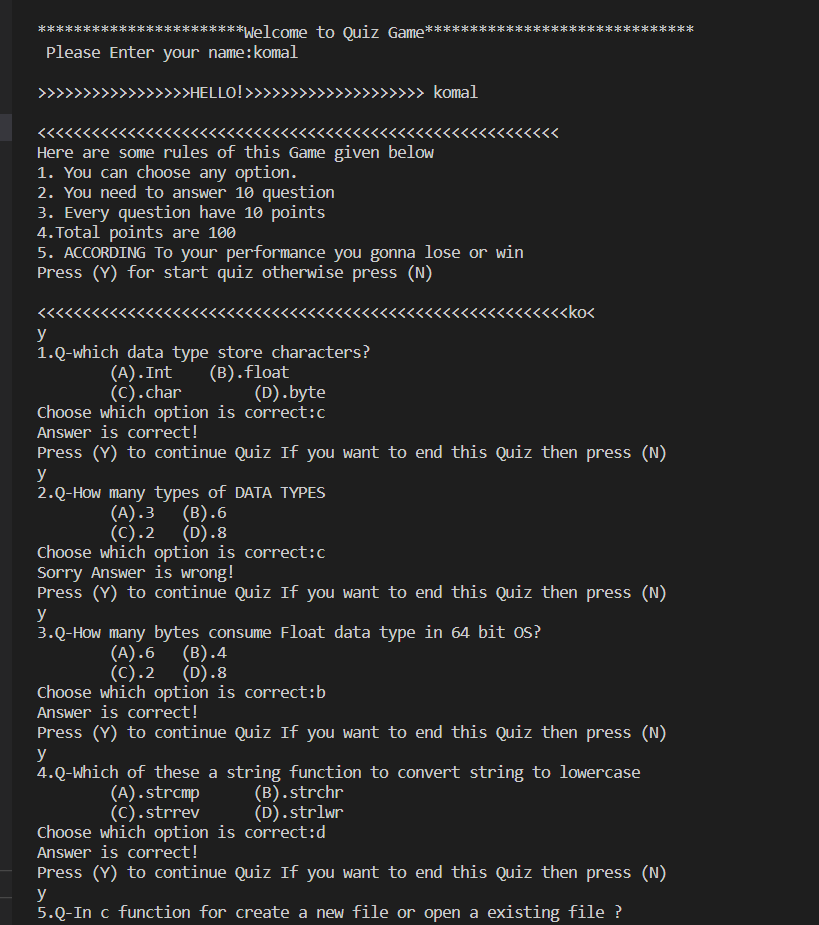 ***********************Welcome to Quiz Game******************************
Please Enter your name:komal
>>>>>>>>>>>>>>>>>HELLO!>>>>>>>>>>>>>>>>>>>> komal
<<<<<<<<<<<<<<<<<<<<<<<<<<<<<<<<<<<<<<<<<<<<<<<<<<<<<<<<<<
Here are some rules of this Game given below
1. You can choose any option.
2. You need to answer 10 question
3. Every question have 10 points
4.Total points are 100
5. ACCORDING To your performance you gonna lose or win
Press (Y) for start quiz otherwise press (N)
<<<<<<<<<<<<<<<<<<<<<<<<<<<<<<<<<<<<<<<<<<<<<<<<<<<<<<<<<<<ko<
y
1.Q-which data type store characters?
(A).Int    (B).float
(C).char        (D).byte
Choose which option is correct:c
Answer is correct!
Press (Y) to continue Quiz If you want to end this Quiz then press (N)
y
2.Q-How many types of DATA TYPES
(A).3   (B).6
(C).2   (D).8
Choose which option is correct:c
Sorry Answer is wrong!
Press (Y) to continue Quiz If you want to end this Quiz then press (N)
y
3.Q-How many bytes consume Float data type in 64 bit OS?
(A).6   (B).4
(C).2   (D).8
Choose which option is correct:b
Answer is correct!
Press (Y) to continue Quiz If you want to end this Quiz then press (N)
y
4.Q-Which of these a string function to convert string to lowercase
(A).strcmp      (B).strchr
(C).strrev      (D).strlwr
Choose which option is correct:d
Answer is correct!
Press (Y) to continue Quiz If you want to end this Quiz then press (N)
y
5.Q-In c function for create a new file or open a existing file ?